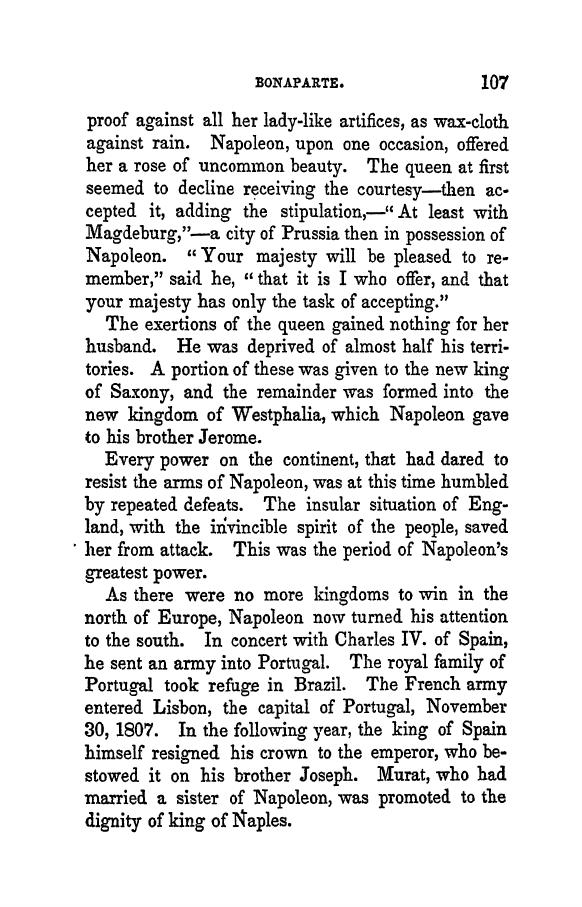 BONAPARTE. 107
proof against all her lady-like artifices, as wax-cloth
against rain. Napoleon, upon one occasion, offered
her a rose of uncommon beauty. The queen at first
seemed to decline receiving the courtesy—then ac-
cepted it, adding the stipulation,—“ At least with
Magdeburg,”—a city of Prussia then in possession of
Napoleon. “ Your majesty will be pleased to re-
member,” said he, “ that it is I who offer, and that
your majesty has only the task of accepting.”
The exertions of the queen gained nothing for her
husband. He was deprived of almost half his terri-
tories. A portion of these was given to the new king
of Saxony, and the remainder was formed into the
new kingdom of Westphalia, which Napoleon gave
to his brother Jerome.
Every power on the continent, that had dared to
resist the arms of Napoleon, was at this time humbled
by repeated defeats. The insular situation of Eng-
land, with the invincible spirit of the people, saved
her from attack. This was the period of Napoleon’s
greatest power.
As there were no more kingdoms to win in the
north of Europe, Napoleon now turned his attention
to the south. In concert with Charles IV. of Spain,
he sent an army into Portugal. The royal family of
Portugal took refuge in Brazil. The French army
entered Lisbon, the capital of Portugal, November
30, 1807. In the following year, the king of Spain
himself resigned his crown to the emperor, who be-
stowed it on his brother Joseph. Murat, who had
married a sister of Napoleon, was promoted to the
dignity of king of Naples.